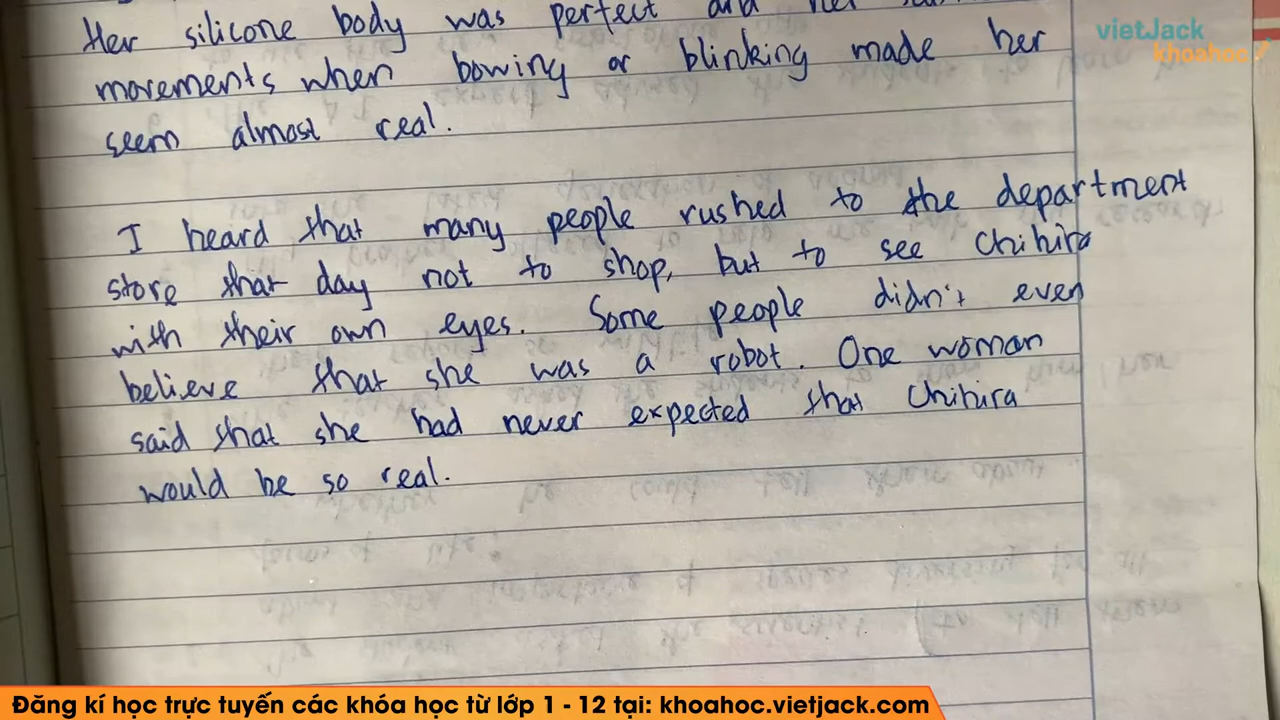 Her silicone body was perfect and her
movements when bowing or blinking made her
seem almost real.
I heard that many people rushed to the department
store that day not to shop, but to see Chihira
with their own eyes. Some people didn't even
believe that she was a robot. One woman
said that she had never expected that Chihira
would be so real.
vietJack
khoahoc
Đăng kí học trực tuyến các khóa học từ lớp 1 - 12 tại: khoahoc.vietjack.com